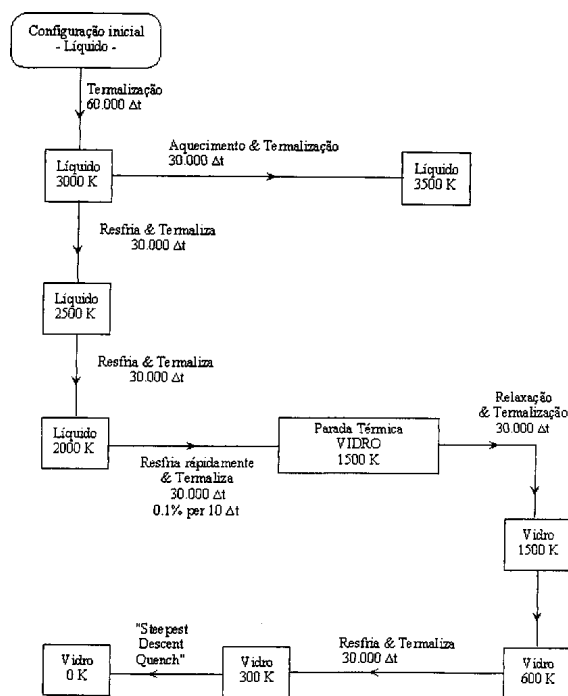 Configuração inicial
- Líquido -
Termalização
60.000 Δt
Líquido
3000 K
Aquecimento & Termalização
30.000 Δt
Líquido
3500 K
Resfria & Termaliza
30.000 Δt
Líquido
2500 K
Resfria & Termaliza
30.000 Δt
Líquido
2000 K
Resfria rápidamente
& Termaliza
30.000 Δt
0.1% per 10 Δt
Parada Térmica
VIDRO
1500 K
Relaxação
& Termalização
30.000 Δt
Vidro
1500 K
Vidro
600 K
Resfria & Termaliza
30.000 Δt
Vidro
300 K
"Steepest
Descent
Quench"
Vidro
0 K